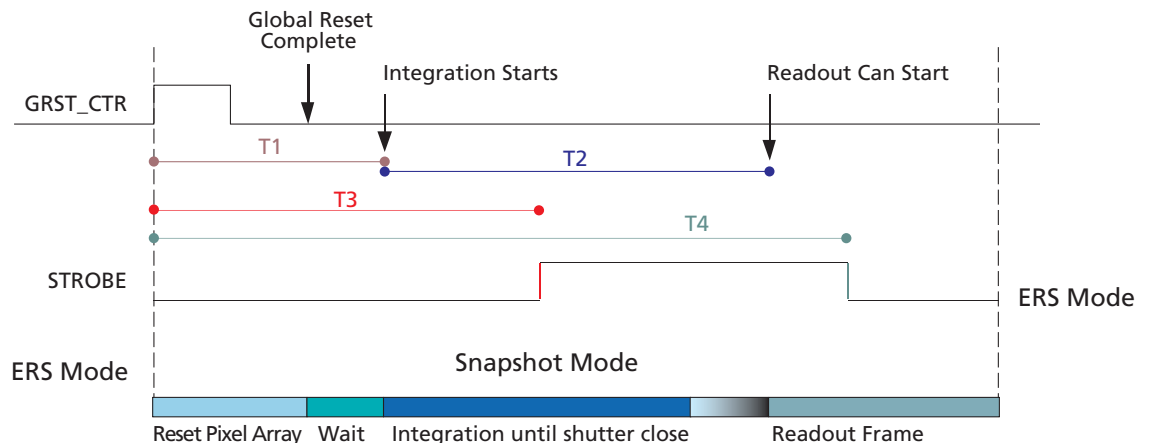 Global Reset
Complete
Integration Starts
Readout Can Start
GRST_CTR
T1
T2
T3
T4
STROBE
ERS Mode
Snapshot Mode
ERS Mode
Reset Pixel Array
Wait
Integration until shutter close
Readout Frame